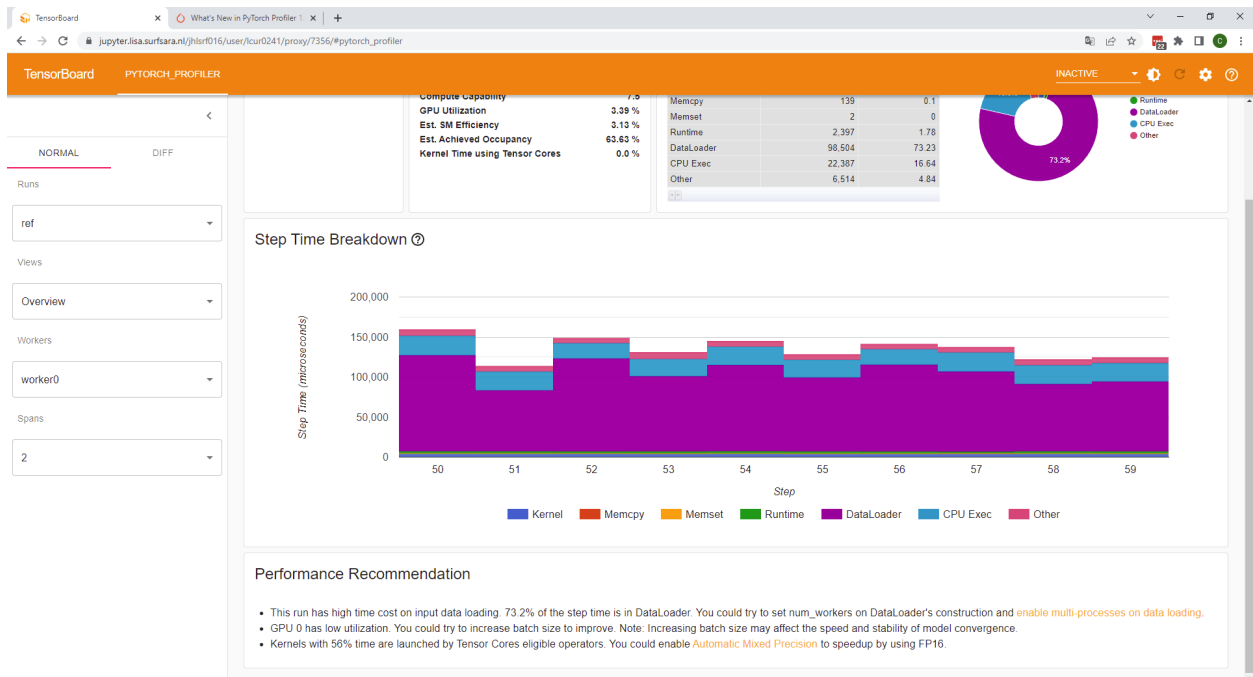 TensorBoard
What's New in PyTorch Profiler 1.
jupyter.lisa.surfsara.nl/jhlsrf016/user/lcur0241/proxy/7356/#pytorch_profiler
22
C
TensorBoard
PYTORCH_PROFILER
INACTIVE
NORMAL
DIFF
Runs
ref
Views
Overview
Workers
worker0
Spans
2
Compute Capability 7.5
GPU Utilization 3.39 %
Est. SM Efficiency 3.13 %
Est. Achieved Occupancy 63.63 %
Kernel Time using Tensor Cores 0.0 %
Memcpy 139 0.1
Memset 2 0
Runtime 2,397 1.78
DataLoader 98,504 73.23
CPU Exec 22,387 16.64
Other 6,514 4.84
73.2%
Runtime
DataLoader
CPU Exec
Other
Step Time Breakdown
Step Time (microseconds)
200,000
150,000
100,000
50,000
0
50 51 52 53 54 55 56 57 58 59
Step
Kernel Memcpy Memset Runtime DataLoader CPU Exec Other
Performance Recommendation
• This run has high time cost on input data loading. 73.2% of the step time is in DataLoader. You could try to set num_workers on DataLoader's construction and enable multi-processes on data loading.
• GPU 0 has low utilization. You could try to increase batch size to improve. Note: Increasing batch size may affect the speed and stability of model convergence.
• Kernels with 56% time are launched by Tensor Cores eligible operators. You could enable Automatic Mixed Precision to speedup by using FP16.